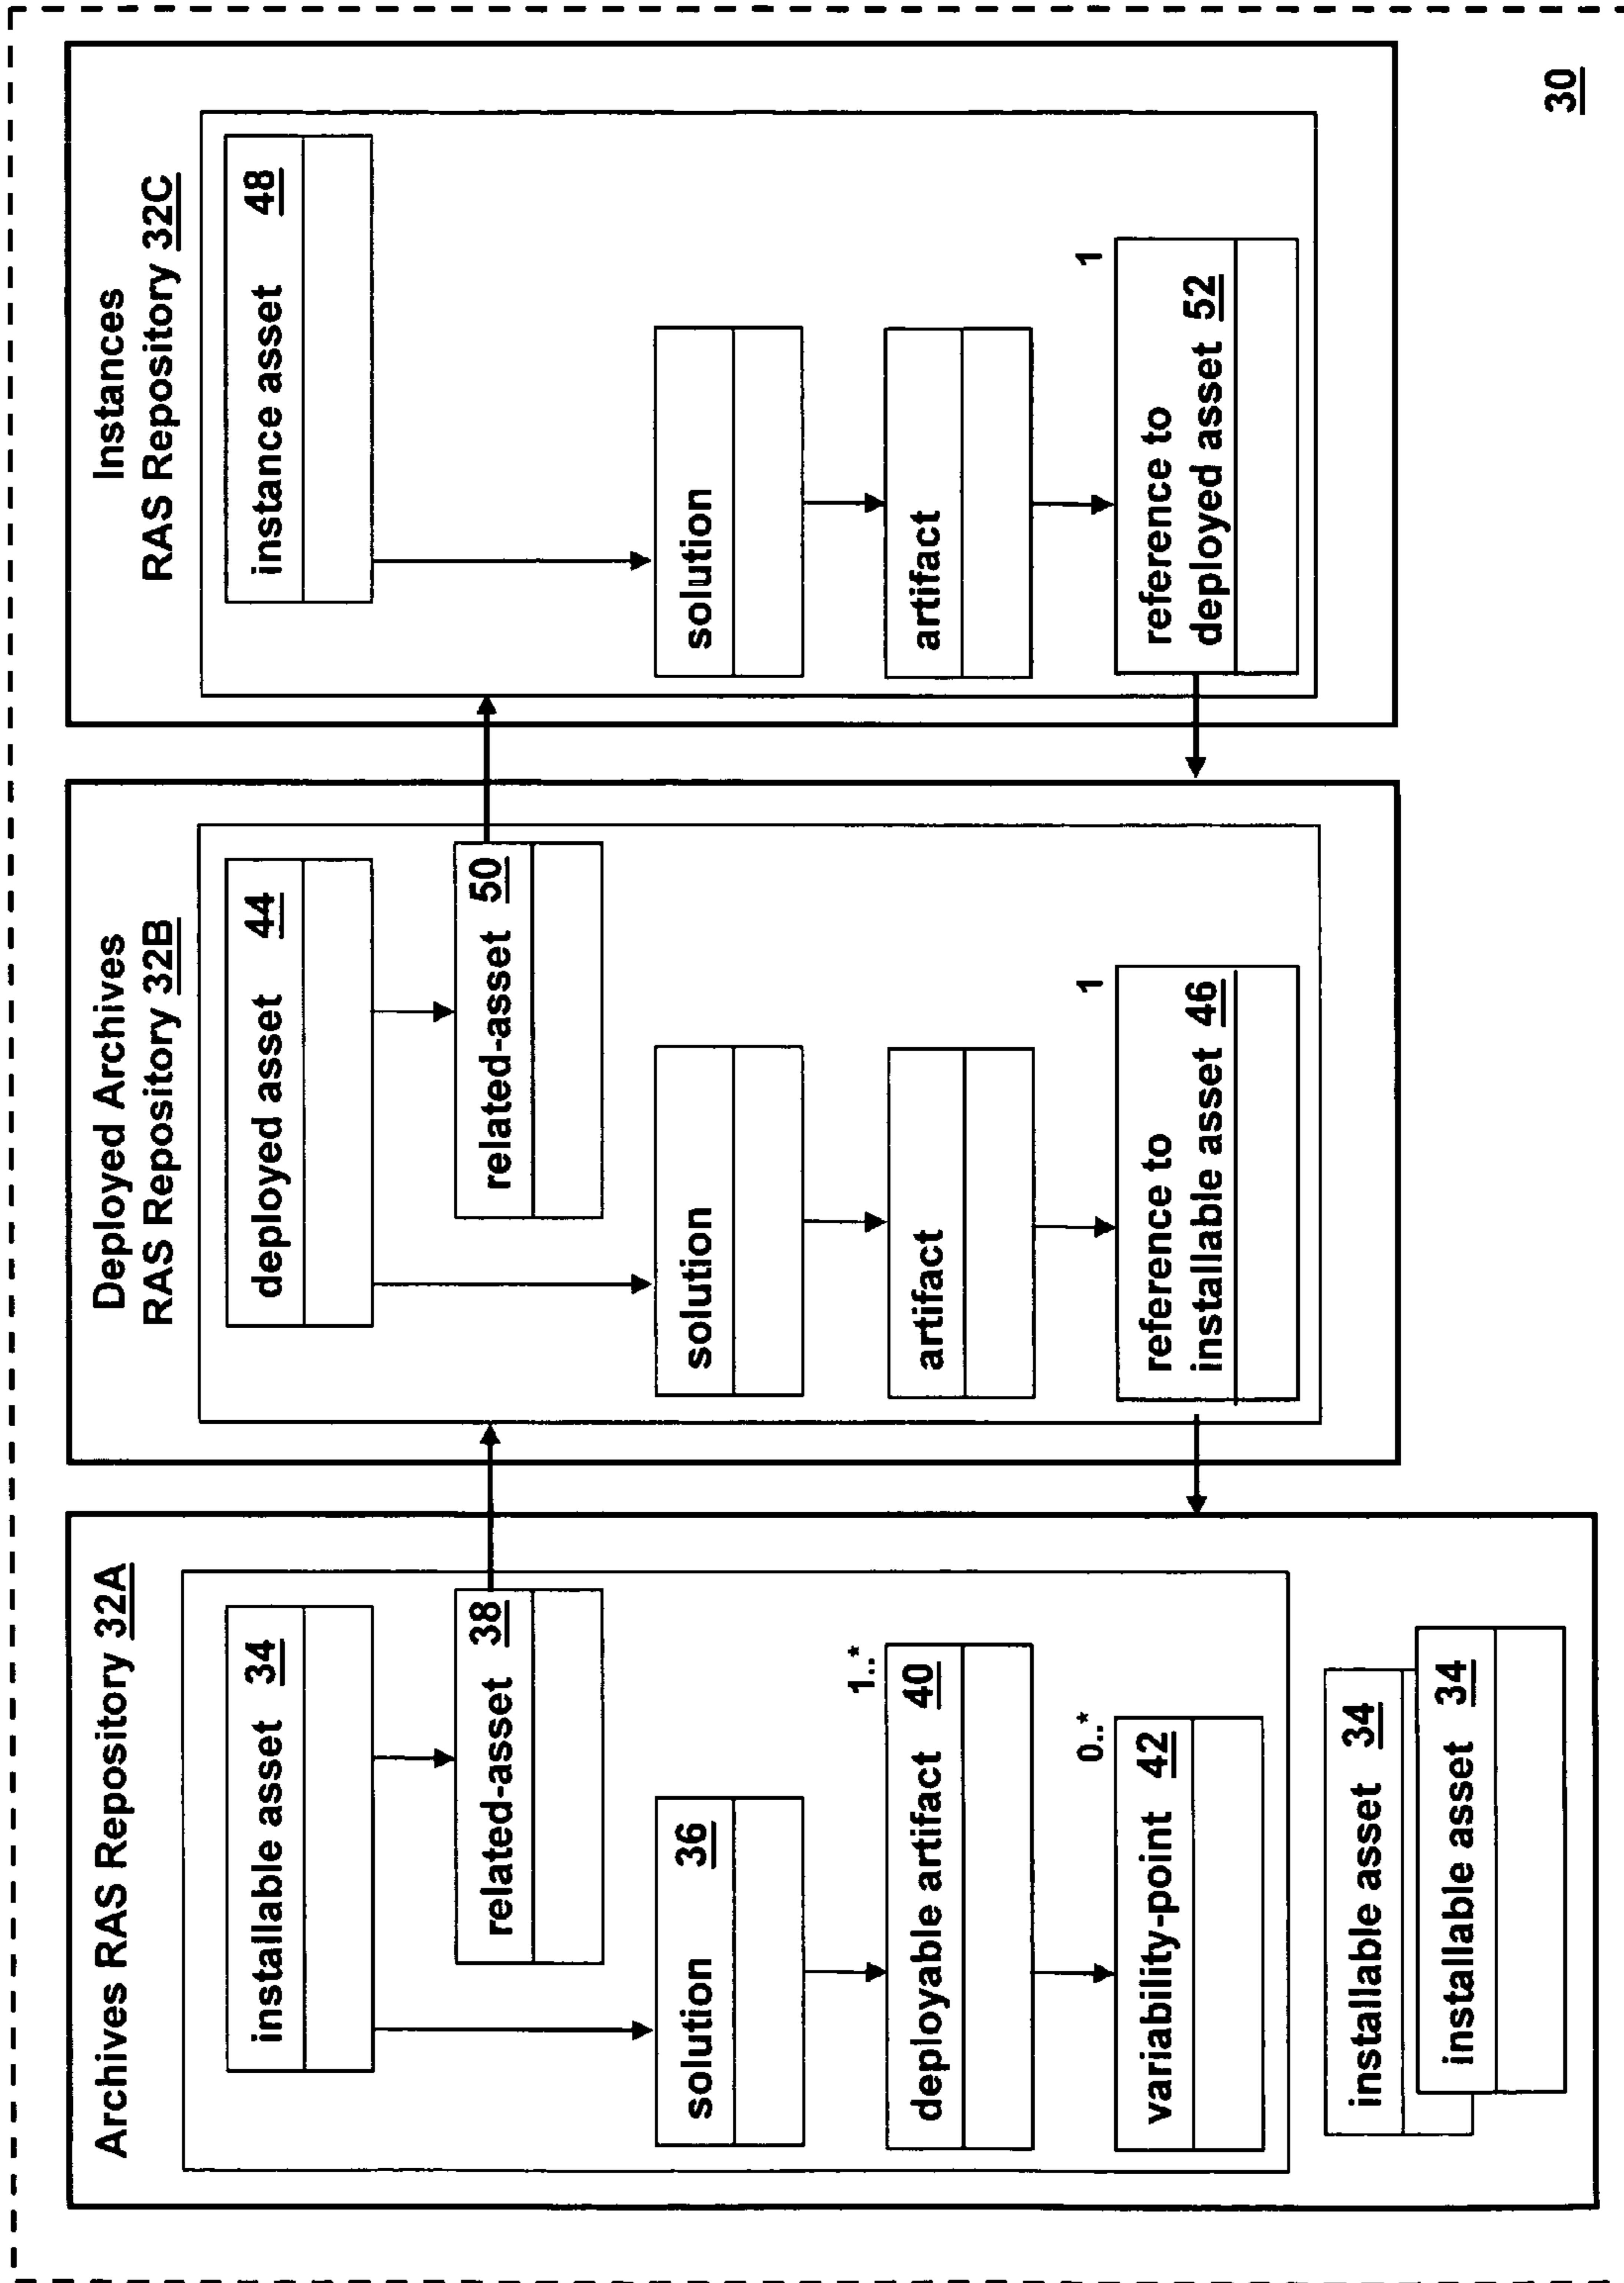 Archives RAS Repository 32A
installable asset 34
related-asset 38
solution 36
1..*
deployable artifact 40
0..*
variability-point 42
installable asset 34
installable asset 34
Deployed Archives
RAS Repository 32B
deployed asset 44
related-asset 50
solution
artifact
1
reference to
installable asset 46
Instances
RAS Repository 32C
instance asset 48
solution
artifact
1
reference to
deployed asset 52
30